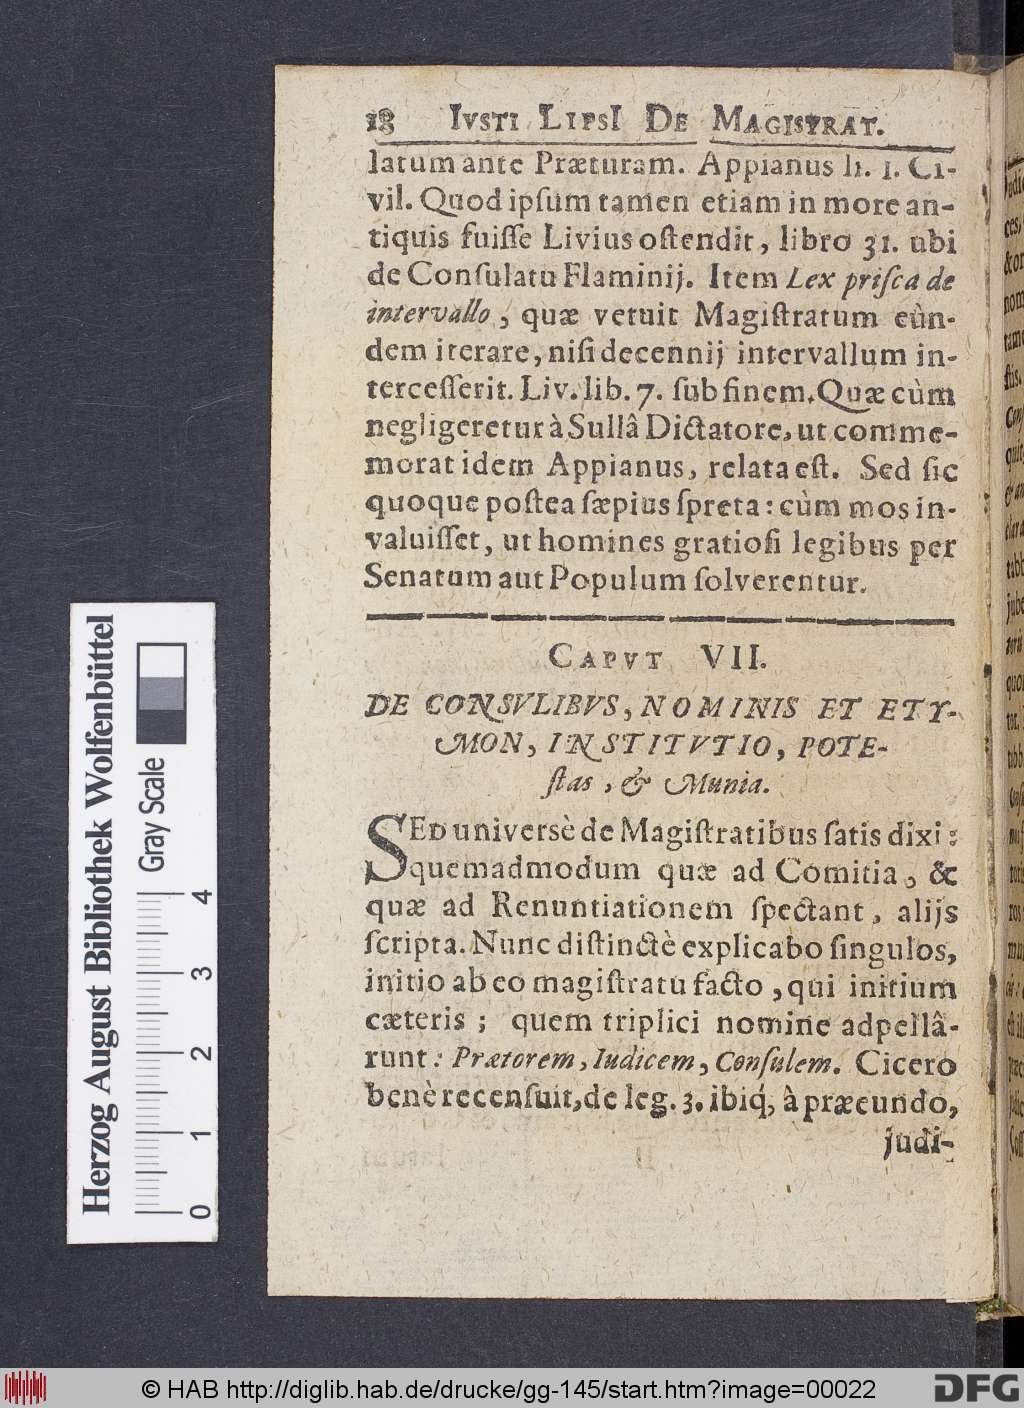 18 IVSTI LIPSI DE MAGISTRAT.
latum ante Præturam. Appianus li. 1. Ci-
vil. Quod ipſum tamen etiam in more an-
tiquis fuiſſe Livius oſtendit, libro 31. ubi
de Conſulatu Flaminij. Item Lex priſca de
intervallo, quæ vetuit Magiſtratum eùn-
dem iterare, niſi decennij intervallum in-
terceſſerit. Liv. lib. 7. ſub finem. Quæ cùm
negligeretur à Sullâ Dictatore, ut comme-
morat idem Appianus, relata eſt. Sed ſic
quoque poſtea ſæpius ſpreta: cùm mos in-
valuiſſet, ut homines gratioſi legibus per
Senatum aut Populum ſolverentur.
CAPVT VII.
DE CONSVLIBVS, NOMINIS ET ETY-
MON, INSTITVTIO, POTE-
ſtas, & Munia.
SED universè de Magiſtratibus ſatis dixi:
quemadmodum quæ ad Comitia, &
quæ ad Renuntiationem ſpectant, alijs
ſcripta. Nunc diſtinctè explicabo ſingulos,
initio ab eo magiſtratu facto, qui initium
cæteris; quem triplici nomine adpellâ-
runt: Prætorem, Iudicem, Conſulem. Cicero
benè recenſuit, de leg. 3. ibiq́, à præeundo,
judi-
Herzog August Bibliothek Wolfenbüttel
Gray Scale
0 1 2 3 4
© HAB http://diglib.hab.de/drucke/gg-145/start.htm?image=00022
DFG